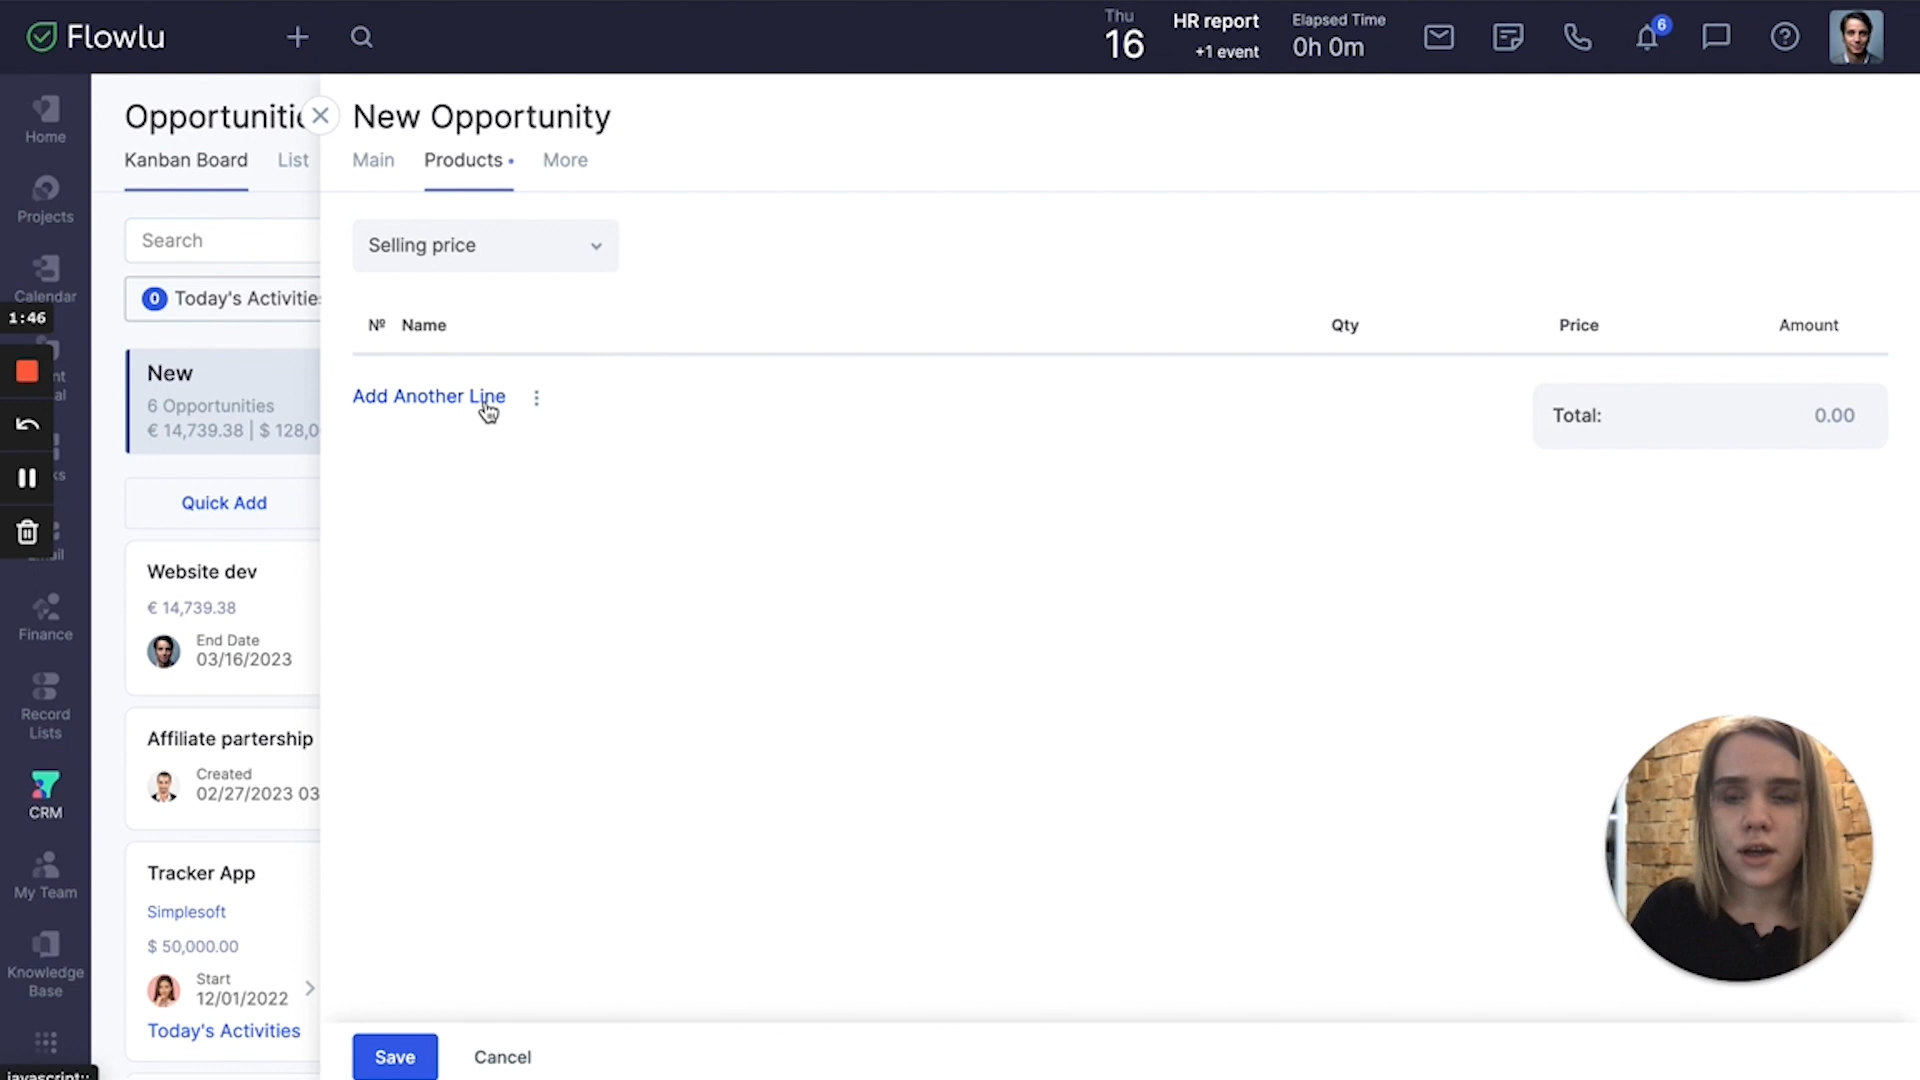 Flowlu
Thu
16
HR report
+1 event
Elapsed Time
0h 0m
6
Home
Projects
Calendar
1:46
Finance
Record
Lists
CRM
My Team
Knowledge
Base
Kanban Board
List
Search
0
New
6 Opportunities
€ 14,739.38 | $ 128,0
Quick Add
Website dev
€ 14,739.38
End Date
03/16/2023
Affiliate partership
Created
02/27/2023 03
Tracker App
Simplesoft
$ 50,000.00
Start
12/01/2022
Today's Activities
New Opportunity
Main
Products
More
Selling price
Nº Name
Qty
Price
Amount
Add Another Line
Total:
0.00
Save
Cancel